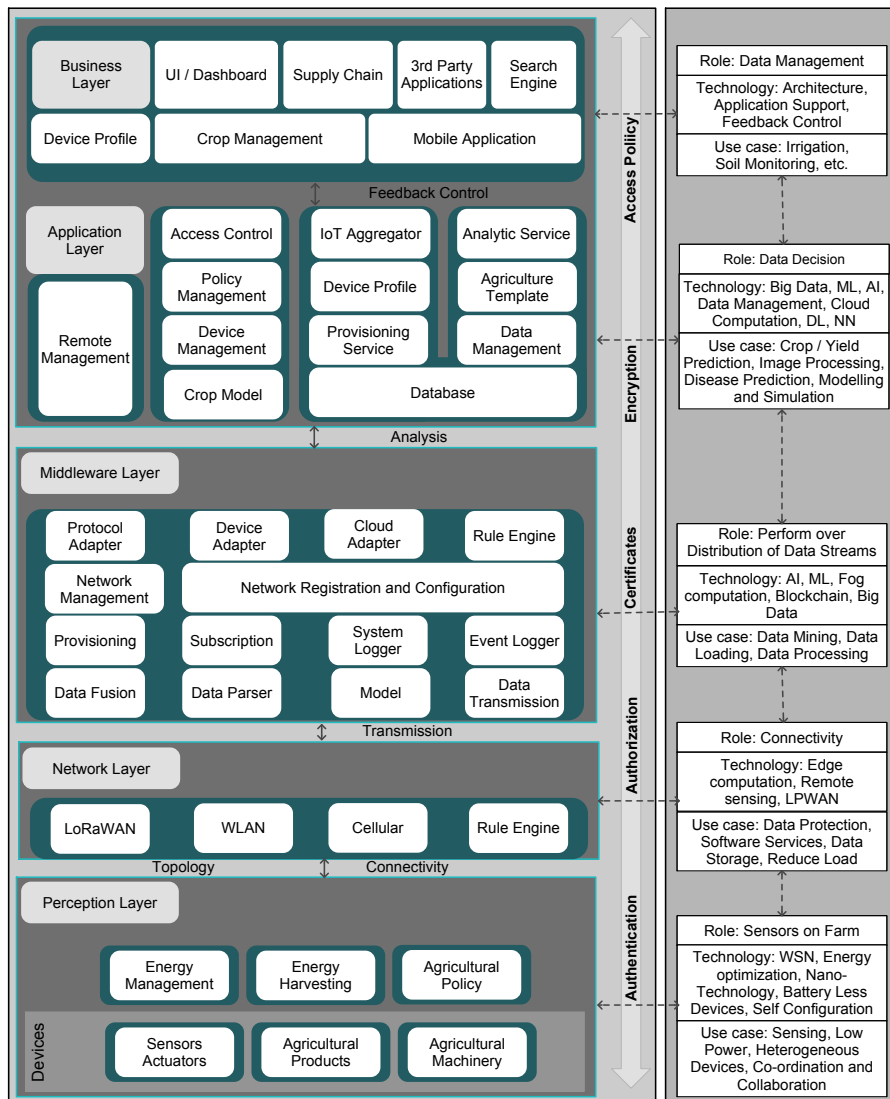 Business
Layer
UI / Dashboard
Supply Chain
3rd Party
Applications
Search
Engine
Device Profile
Crop Management
Mobile Application
Feedback Control
Application
Layer
Remote
Management
Access Control
Policy
Management
Device
Management
Crop Model
IoT Aggregator
Device Profile
Provisioning
Service
Analytic Service
Agriculture
Template
Data
Management
Database
Analysis
Middleware Layer
Protocol
Adapter
Device
Adapter
Cloud
Adapter
Rule Engine
Network
Management
Network Registration and Configuration
Provisioning
Subscription
System
Logger
Event Logger
Data Fusion
Data Parser
Model
Data
Transmission
Transmission
Network Layer
LoRaWAN
WLAN
Cellular
Rule Engine
Topology
Connectivity
Perception Layer
Energy
Management
Energy
Harvesting
Agricultural
Policy
Devices
Sensors
Actuators
Agricultural
Products
Agricultural
Machinery
Access Poliicy
Encryption
Certificates
Authorization
Authentication
Role: Data Management
Technology: Architecture,
Application Support,
Feedback Control
Use case: Irrigation,
Soil Monitoring, etc.
Role: Data Decision
Technology: Big Data, ML, AI,
Data Management, Cloud
Computation, DL, NN
Use case: Crop / Yield
Prediction, Image Processing,
Disease Prediction, Modelling
and Simulation
Role: Perform over
Distribution of Data Streams
Technology: AI, ML, Fog
computation, Blockchain, Big
Data
Use case: Data Mining, Data
Loading, Data Processing
Role: Connectivity
Technology: Edge
computation, Remote
sensing, LPWAN
Use case: Data Protection,
Software Services, Data
Storage, Reduce Load
Role: Sensors on Farm
Technology: WSN, Energy
optimization, Nano-
Technology, Battery Less
Devices, Self Configuration
Use case: Sensing, Low
Power, Heterogeneous
Devices, Co-ordination and
Collaboration